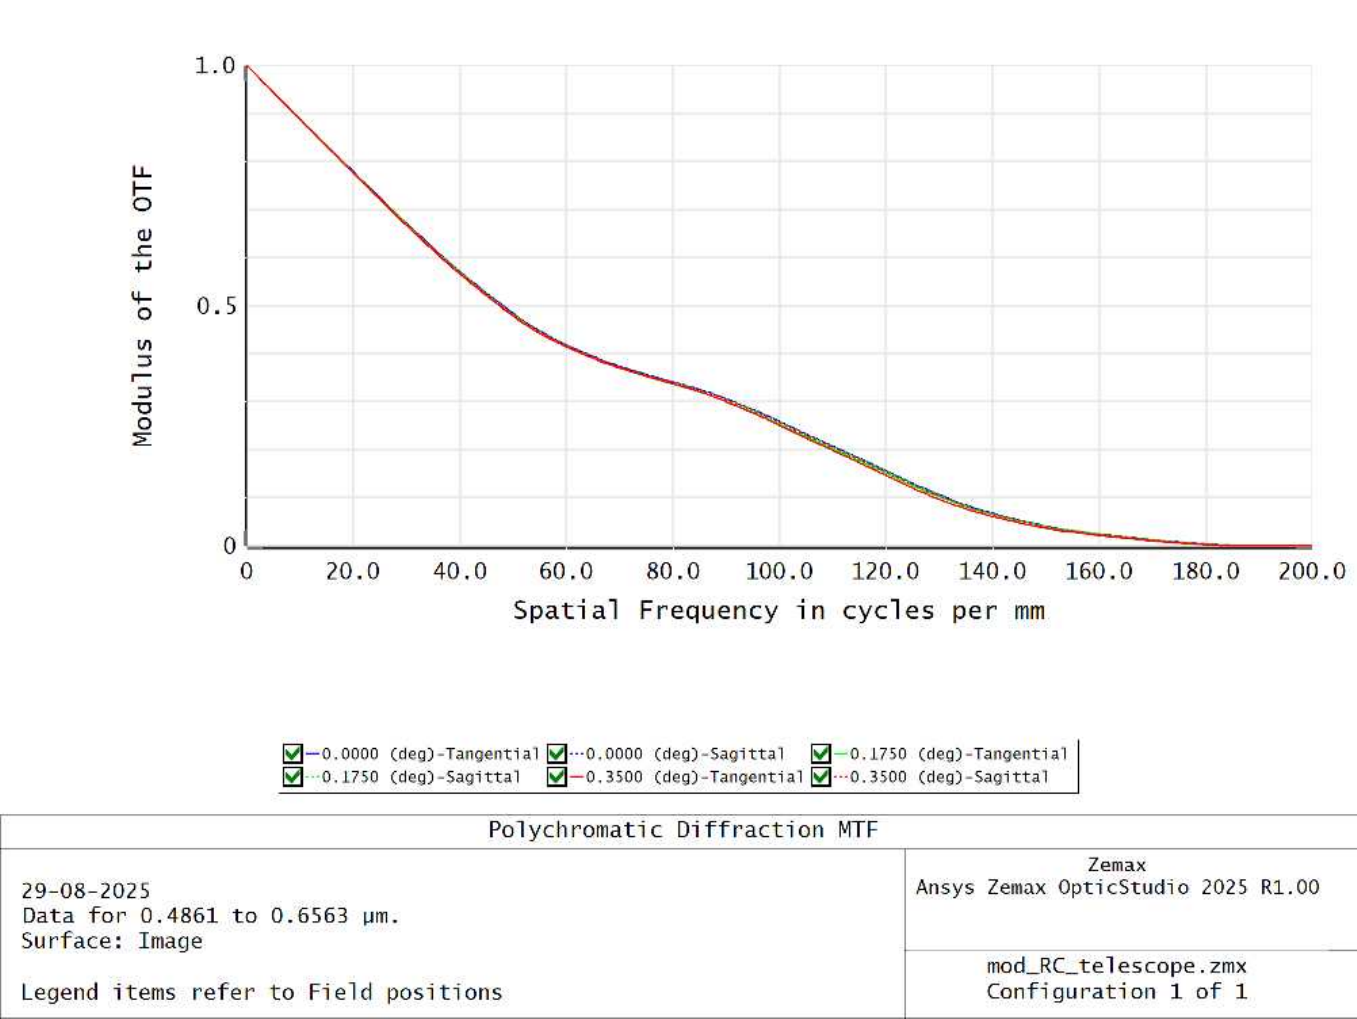 1.0
0.5
0
Modulus of the OTF
0 20.0 40.0 60.0 80.0 100.0 120.0 140.0 160.0 180.0 200.0
Spatial Frequency in cycles per mm
0.0000 (deg)-Tangential 0.0000 (deg)-Sagittal 0.1750 (deg)-Tangential
0.1750 (deg)-Sagittal 0.3500 (deg)-Tangential 0.3500 (deg)-Sagittal
Polychromatic Diffraction MTF
29-08-2025
Data for 0.4861 to 0.6563 µm.
Surface: Image
Legend items refer to Field positions
Zemax
Ansys Zemax OpticStudio 2025 R1.00
mod_RC_telescope.zmx
Configuration 1 of 1